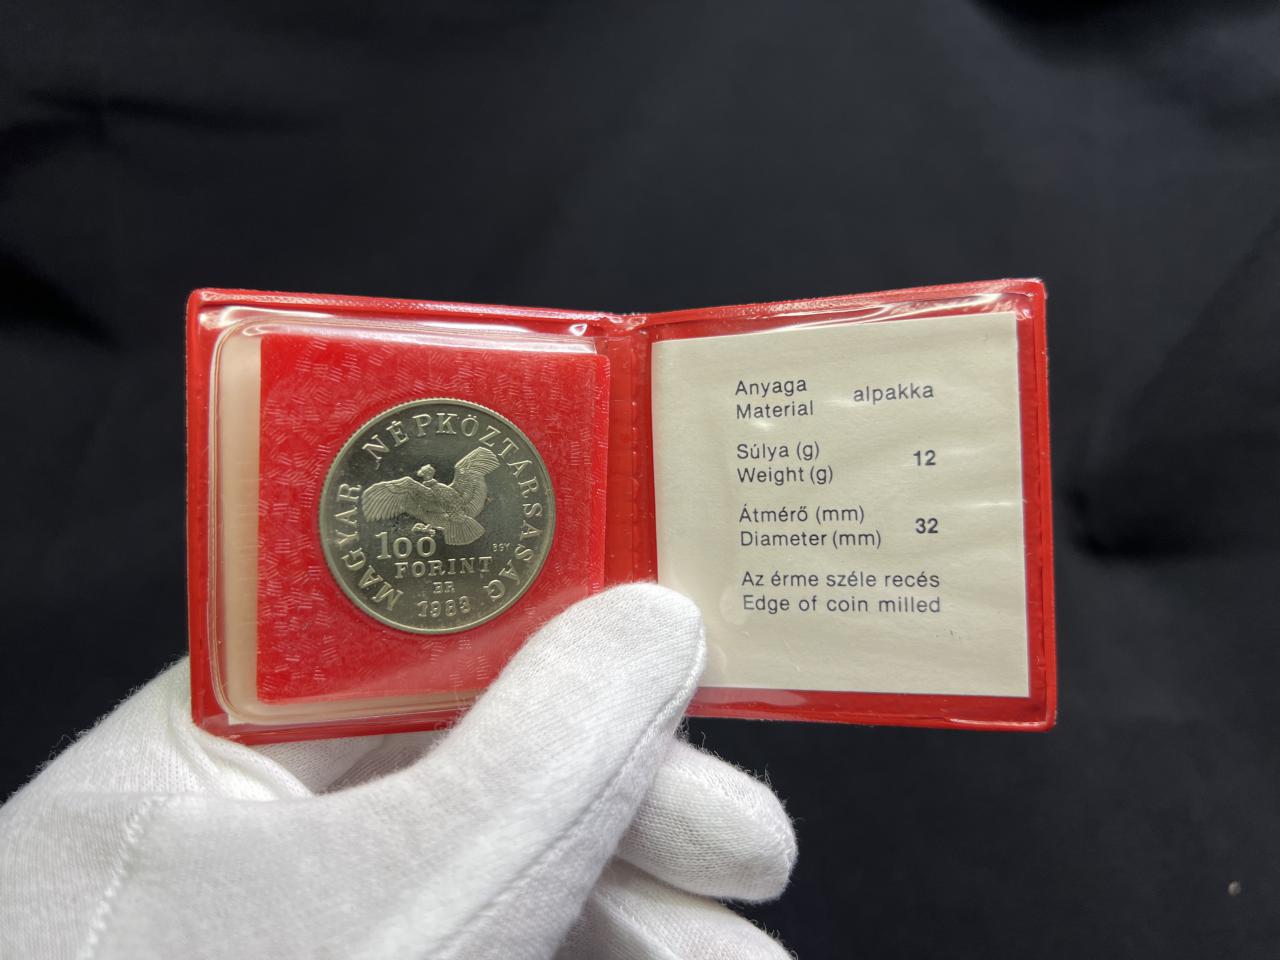 MAGYAR NÉPKÖZTÁRSASÁG
100
FORINT
BGY
BP.
1983
Anyaga
Material
alpakka
Súlya (g)
Weight (g)
12
Átmérő (mm)
Diameter (mm)
32
Az érme széle recés
Edge of coin milled